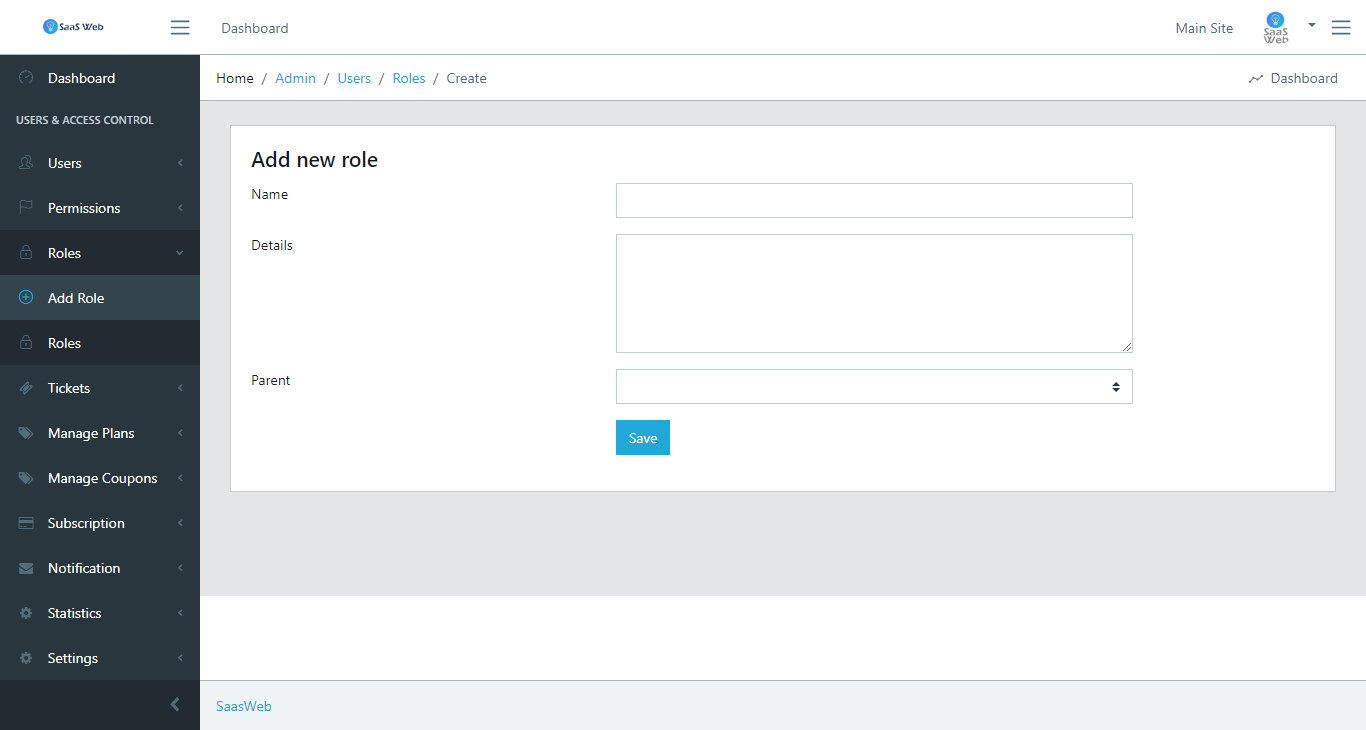 SaaS Web
Dashboard
Main Site
SaaS
Web
Dashboard
Home / Admin / Users / Roles / Create
Dashboard
USERS & ACCESS CONTROL
Users
Permissions
Roles
Add Role
Roles
Tickets
Manage Plans
Manage Coupons
Subscription
Notification
Statistics
Settings
Add new role
Name
Details
Parent
Save
SaasWeb